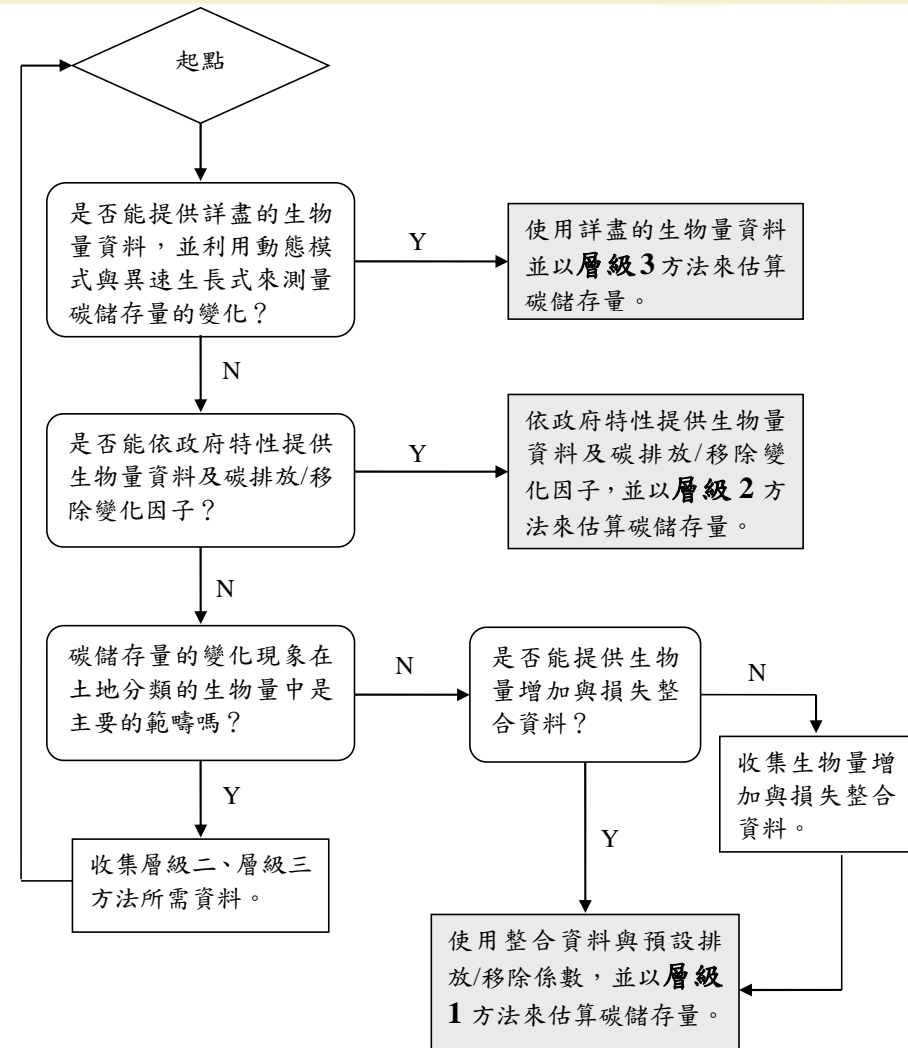 起點
是否能提供詳盡的生物
量資料，並利用動態模
式與異速生長式來測量
碳儲存量的變化？
Y
使用詳盡的生物量資料
並以層級3方法來估算
碳儲存量。
N
是否能依政府特性提供
生物量資料及碳排放/移
除變化因子？
Y
依政府特性提供生物量
資料及碳排放/移除變
化因子，並以層級 2 方
法來估算碳儲存量。
N
碳儲存量的變化現象在
土地分類的生物量中是
主要的範疇嗎？
N
是否能提供生物
量增加與損失整
合資料？
N
收集生物量增
加與損失整合
資料。
Y
收集層級二、層級三
方法所需資料。
Y
使用整合資料與預設排
放/移除係數，並以層級
1 方法來估算碳儲存量。